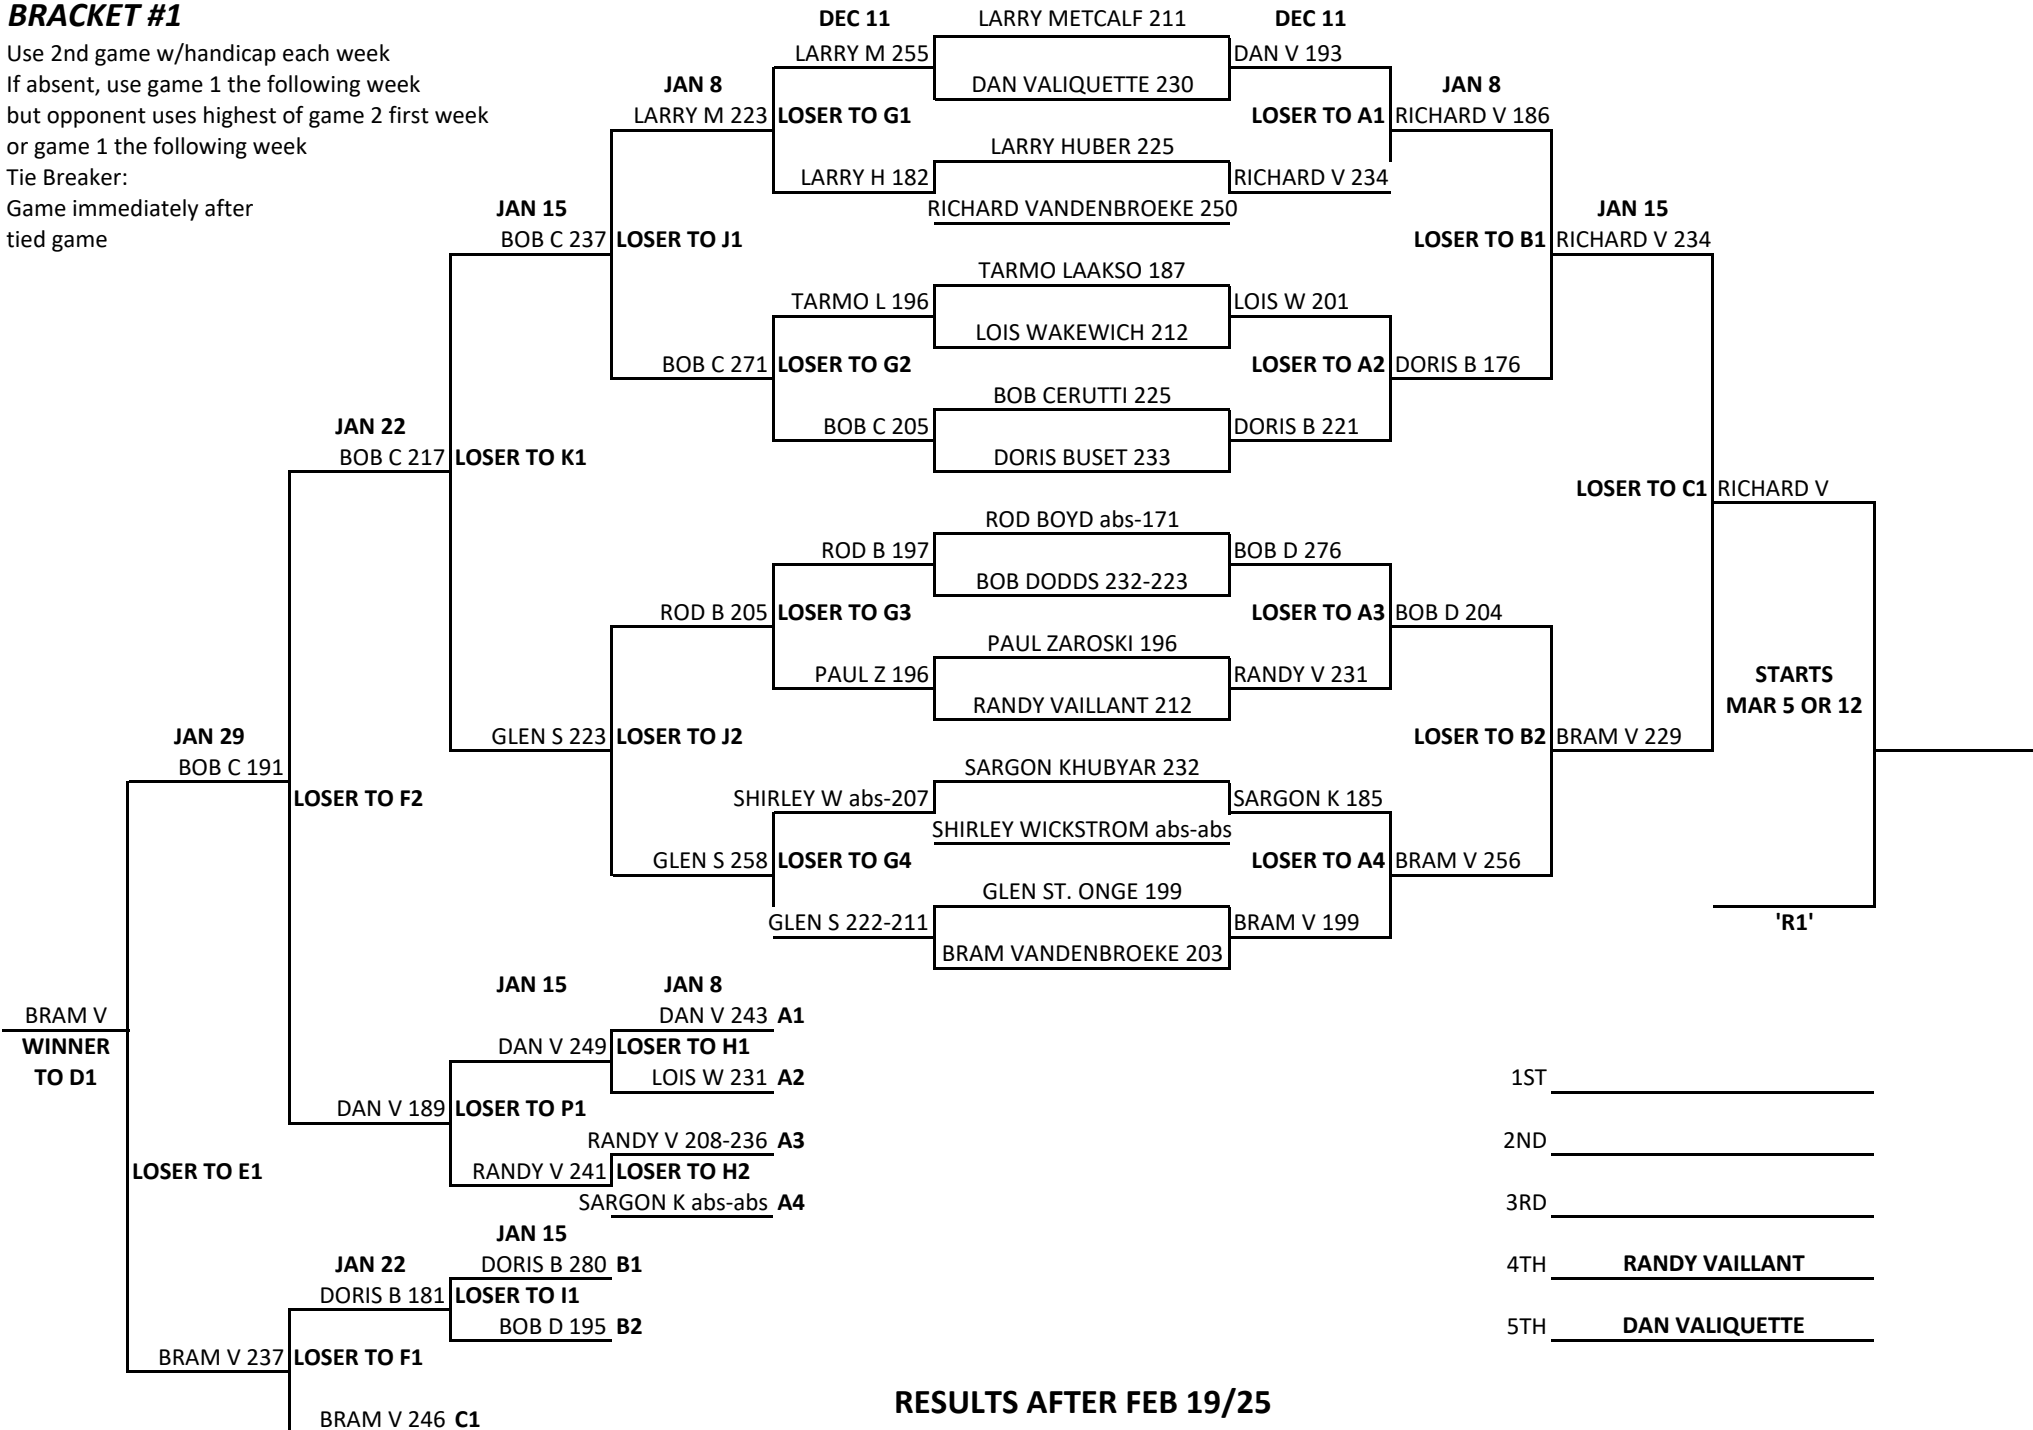 BRACKET #1
DEC 11 LARRY METCALF 211 DEC 11
Use 2nd game w/handicap each week LARRY M 255 DAN V 193
If absent, use game 1 the following week JAN 8 DAN VALIQUETTE 230 JAN 8
but opponent uses highest of game 2 first week LARRY M 223 LOSER TO G1 LOSER TO A1 RICHARD V 186
or game 1 the following week LARRY HUBER 225
Tie Breaker: LARRY H 182 RICHARD V 234
Game immediately after JAN 15 RICHARD VANDENBROEKE 250 JAN 15
tied game BOB C 237 LOSER TO J1 LOSER TO B1 RICHARD V 234
TARMO LAAKSO 187
TARMO L 196 LOIS W 201
LOIS WAKEWICH 212
BOB C 271 LOSER TO G2 LOSER TO A2 DORIS B 176
BOB CERUTTI 225
JAN 22 BOB C 205 DORIS B 221
BOB C 217 LOSER TO K1 DORIS BUSET 233
LOSER TO C1 RICHARD V
ROD BOYD abs-171
ROD B 197 BOB D 276
BOB DODDS 232-223
ROD B 205 LOSER TO G3 LOSER TO A3 BOB D 204
PAUL ZAROSKI 196
PAUL Z 196 RANDY V 231 STARTS
RANDY VAILLANT 212 MAR 5 OR 12
JAN 29 GLEN S 223 LOSER TO J2 LOSER TO B2 BRAM V 229
BOB C 191 SARGON KHUBYAR 232
LOSER TO F2 SHIRLEY W abs-207 SARGON K 185
SHIRLEY WICKSTROM abs-abs
GLEN S 258 LOSER TO G4 LOSER TO A4 BRAM V 256
GLEN ST. ONGE 199
GLEN S 222-211 BRAM V 199 'R1'
BRAM VANDENBROEKE 203
JAN 15 JAN 8
BRAM V DAN V 243 A1
WINNER DAN V 249 LOSER TO H1
TO D1 LOIS W 231 A2 1ST
DAN V 189 LOSER TO P1
RANDY V 208-236 A3 2ND
LOSER TO E1 RANDY V 241 LOSER TO H2
SARGON K abs-abs A4 3RD
JAN 15
JAN 22 DORIS B 280 B1 4TH RANDY VAILLANT
DORIS B 181 LOSER TO I1
BOB D 195 B2 5TH DAN VALIQUETTE
BRAM V 237 LOSER TO F1
RESULTS AFTER FEB 19/25
BRAM V 246 C1